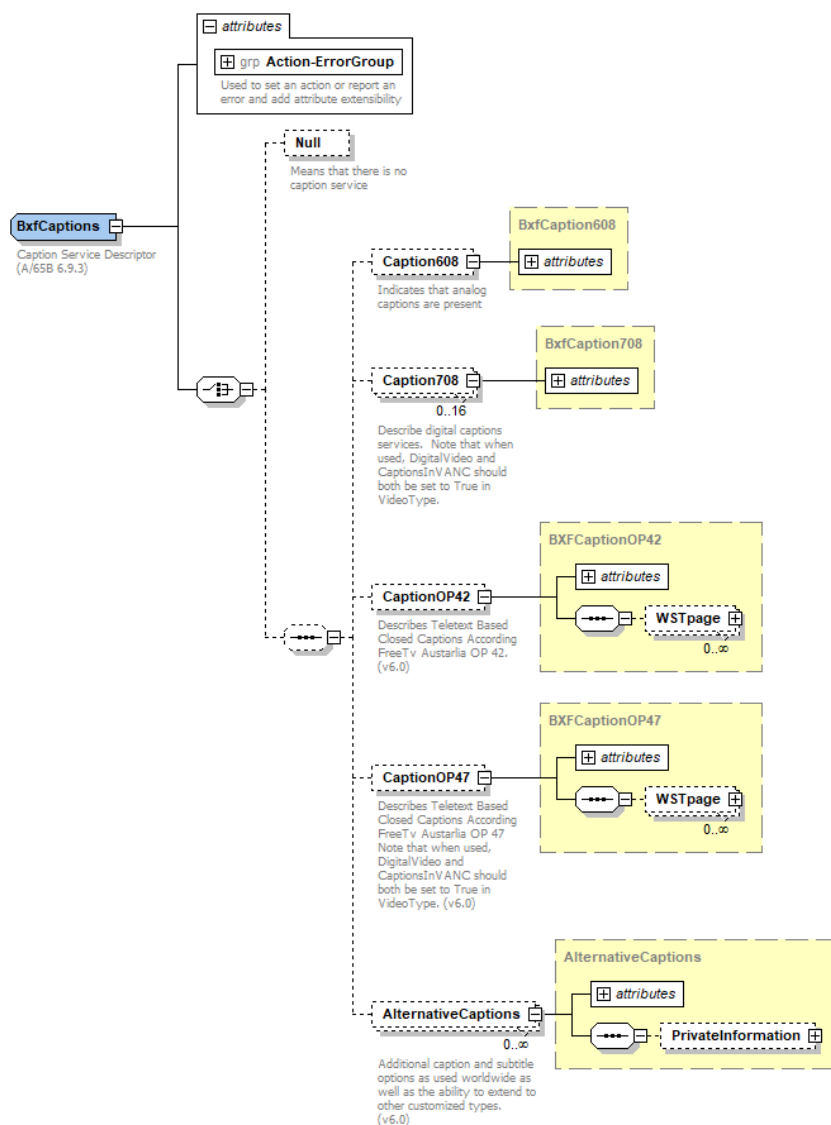 attributes
grp Action-ErrorGroup
Used to set an action or report an
error and add attribute extensibility
Null
Means that there is no
caption service
BxfCaptions
Caption Service Descriptor
(A/65B 6.9.3)
BxfCaption608
Caption608
attributes
Indicates that analog
captions are present
BxfCaption708
Caption708
attributes
0..16
Describe digital captions
services. Note that when
used, DigitalVideo and
CaptionsInVANC should
both be set to True in
VideoType.
BXFCaptionOP42
attributes
CaptionOP42
WSTpage
0..∞
Describes Teletext Based
Closed Captions According
FreeTv Austarlia OP 42.
(v6.0)
BXFCaptionOP47
attributes
CaptionOP47
WSTpage
0..∞
Describes Teletext Based
Closed Captions According
FreeTv Austarlia OP 47
Note that when used,
DigitalVideo and
CaptionsInVANC should
both be set to True in
VideoType. (v6.0)
AlternativeCaptions
attributes
AlternativeCaptions
PrivateInformation
0..∞
Additional caption and subtitle
options as used worldwide as
well as the ability to extend to
other customized types.
(v6.0)